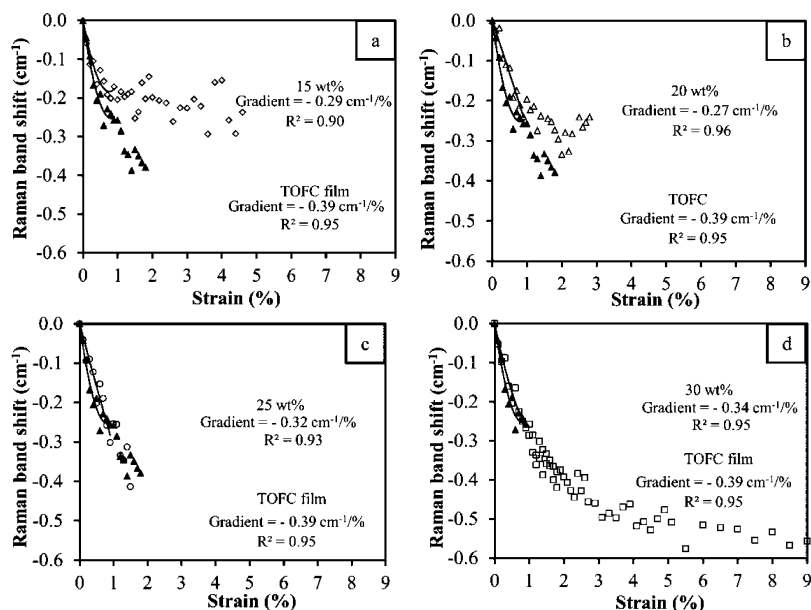 a
0.0
-0.1
-0.2
-0.3
-0.4
-0.5
-0.6
Raman band shift (cm⁻¹)
15 wt%
Gradient = - 0.29 cm⁻¹/%
R² = 0.90
TOFC film
Gradient = - 0.39 cm⁻¹/%
R² = 0.95
0 1 2 3 4 5 6 7 8 9
Strain (%)
b
0.0
-0.1
-0.2
-0.3
-0.4
-0.5
-0.6
Raman band shift (cm⁻¹)
20 wt%
Gradient = - 0.27 cm⁻¹/%
R² = 0.96
TOFC
Gradient = - 0.39 cm⁻¹/%
R² = 0.95
0 1 2 3 4 5 6 7 8 9
Strain (%)
c
0.0
-0.1
-0.2
-0.3
-0.4
-0.5
-0.6
Raman band shift (cm⁻¹)
25 wt%
Gradient = - 0.32 cm⁻¹/%
R² = 0.93
TOFC film
Gradient = - 0.39 cm⁻¹/%
R² = 0.95
0 1 2 3 4 5 6 7 8 9
Strain (%)
d
0.0
-0.1
-0.2
-0.3
-0.4
-0.5
-0.6
Raman band shift (cm⁻¹)
30 wt%
Gradient = - 0.34 cm⁻¹/%
R² = 0.95
TOFC film
Gradient = - 0.39 cm⁻¹/%
R² = 0.95
0 1 2 3 4 5 6 7 8 9
Strain (%)